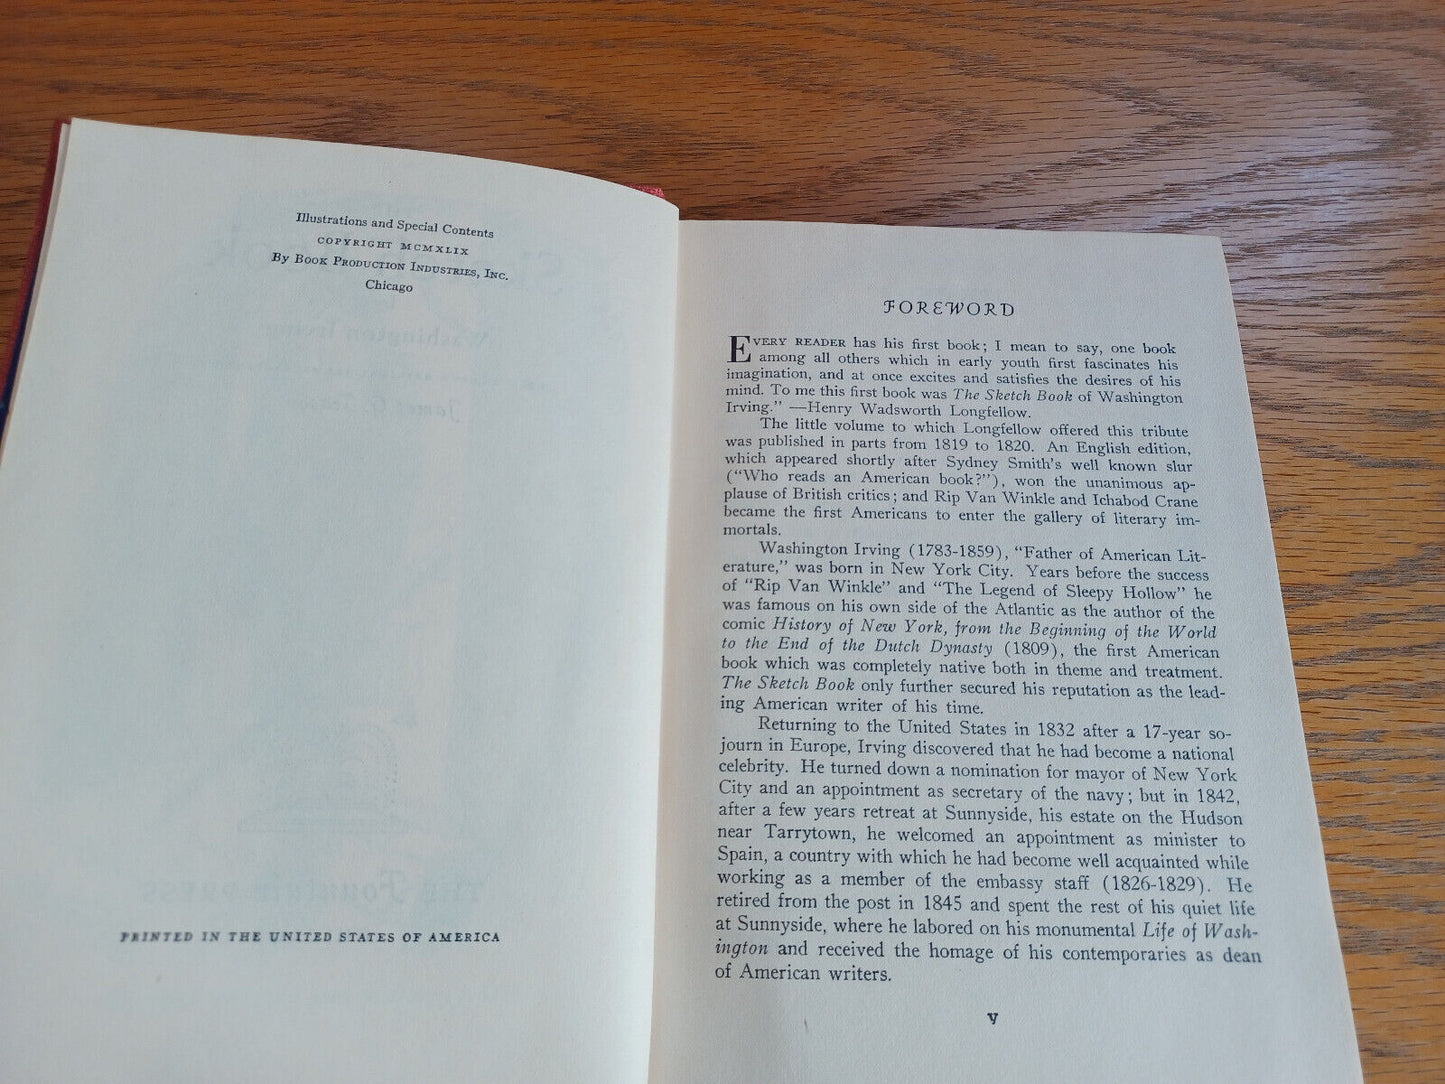 Illustrations and Special Contents
COPYRIGHT MCMXLIX
By BOOK PRODUCTION INDUSTRIES, INC.
Chicago
PRINTED IN THE UNITED STATES OF AMERICA
FOREWORD
EVERY READER has his first book; I mean to say, one book
among all others which in early youth first fascinates his
imagination, and at once excites and satisfies the desires of his
mind. To me this first book was The Sketch Book of Washington
Irving." —Henry Wadsworth Longfellow.
The little volume to which Longfellow offered this tribute
was published in parts from 1819 to 1820. An English edition,
which appeared shortly after Sydney Smith's well known slur
("Who reads an American book?"), won the unanimous ap-
plause of British critics; and Rip Van Winkle and Ichabod Crane
became the first Americans to enter the gallery of literary im-
mortals.
Washington Irving (1783-1859), "Father of American Lit-
erature," was born in New York City. Years before the success
of "Rip Van Winkle" and "The Legend of Sleepy Hollow" he
was famous on his own side of the Atlantic as the author of the
comic History of New York, from the Beginning of the World
to the End of the Dutch Dynasty (1809), the first American
book which was completely native both in theme and treatment.
The Sketch Book only further secured his reputation as the lead-
ing American writer of his time.
Returning to the United States in 1832 after a 17-year so-
journ in Europe, Irving discovered that he had become a national
celebrity. He turned down a nomination for mayor of New York
City and an appointment as secretary of the navy; but in 1842,
after a few years retreat at Sunnyside, his estate on the Hudson
near Tarrytown, he welcomed an appointment as minister to
Spain, a country with which he had become well acquainted while
working as a member of the embassy staff (1826-1829). He
retired from the post in 1845 and spent the rest of his quiet life
at Sunnyside, where he labored on his monumental Life of Wash-
ington and received the homage of his contemporaries as dean
of American writers.
v